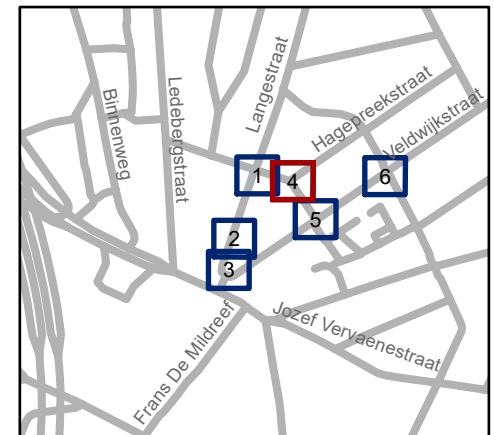 Binnenweg
Ledebergstraat
Langestraat
Hagepreekstraat
Veldwijkstraat
1
4
6
5
2
3
Frans De Mildreef
Jozef Vervaenestraat